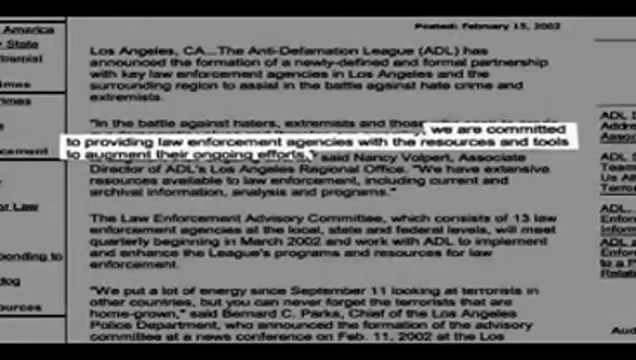 Posted: February 15, 2002
America
State
Los Angeles, CA...The Anti-Defamation League (ADL) has
announced the formation of a newly-defined and formal partnership
with key law enforcement agencies in Los Angeles and the
surrounding region to assist in the battle against hate crime and
extremists.
"In the battle against haters, extremists and those
we are committed
to providing law enforcement agencies with the resources and tools
to augment their ongoing efforts," said Nancy Volpert, Associate
Director of ADL's Los Angeles Regional Office. "We have extensive
resources available to law enforcement, including current and
archival information, analysis and programs."
The Law Enforcement Advisory Committee, which consists of 13 law
enforcement agencies at the local, state and federal levels, will meet
quarterly beginning in March 2002 and work with ADL to implement
and enhance the League's programs and resources for law
enforcement.
"We put a lot of energy since September 11 looking at terrorists in
other countries, but you can never forget the terrorists that are
home-grown," said Bernard C. Parks, Chief of the Los Angeles
Police Department, who announced the formation of the advisory
committee at a news conference on Feb. 11, 2002 at the Los
or Law
ADL